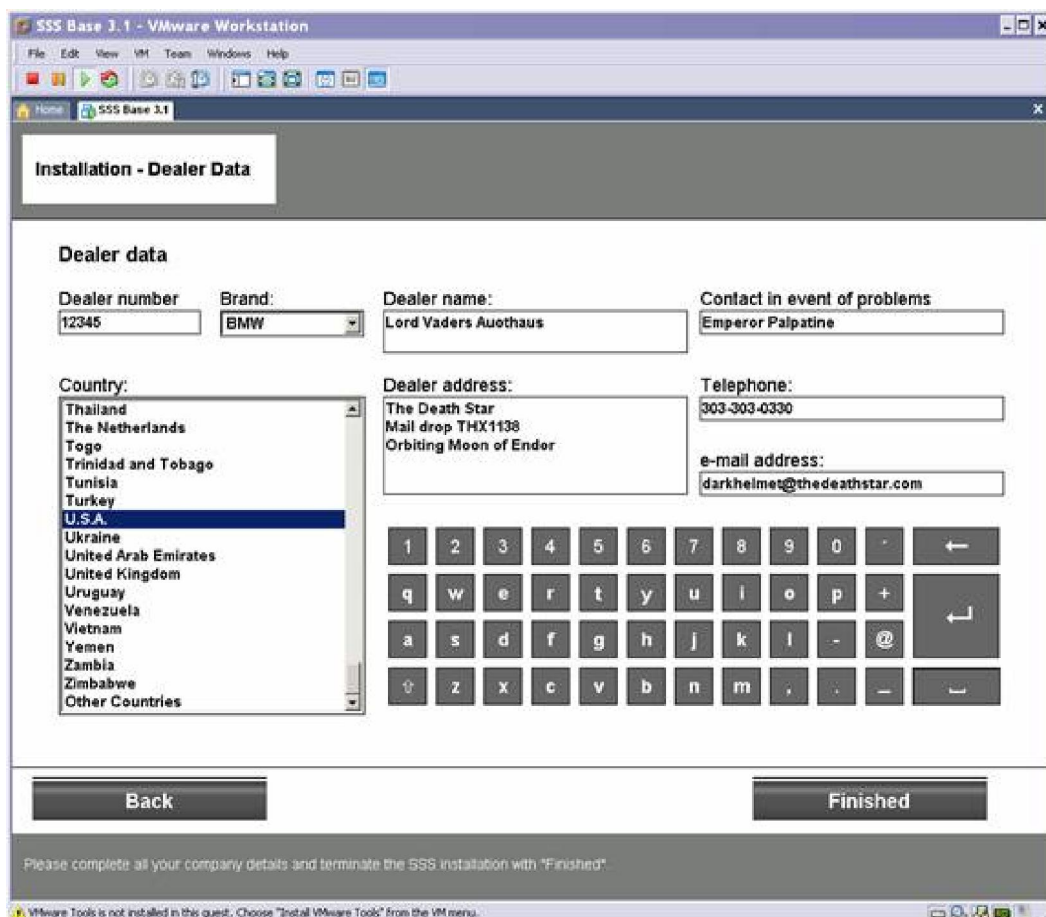 SSS Base 3.1 - VMware Workstation
File Edit View VM Team Windows Help
Home SSS Base 3.1
Installation - Dealer Data
Dealer data
Dealer number Brand: Dealer name: Contact in event of problems
12345 BMW Lord Vaders Auothaus Emperor Palpatine
Country: Dealer address: Telephone:
Thailand The Death Star 303-303-0330
The Netherlands Mail drop THX1138
Togo Orbiting Moon of Endor
Trinidad and Tobago e-mail address:
Tunisia darkhelmet@thedeathstar.com
Turkey
U.S.A.
Ukraine
United Arab Emirates
United Kingdom
Uruguay
Venezuela
Vietnam
Yemen
Zambia
Zimbabwe
Other Countries
1 2 3 4 5 6 7 8 9 0 ´
q w e r t y u i o p +
a s d f g h j k l - @
z x c v b n m , . _
Back Finished
Please complete all your company details and terminate the SSS installation with "Finished"
VMware Tools is not installed in this guest. Choose "Install VMware Tools" from the VM menu.